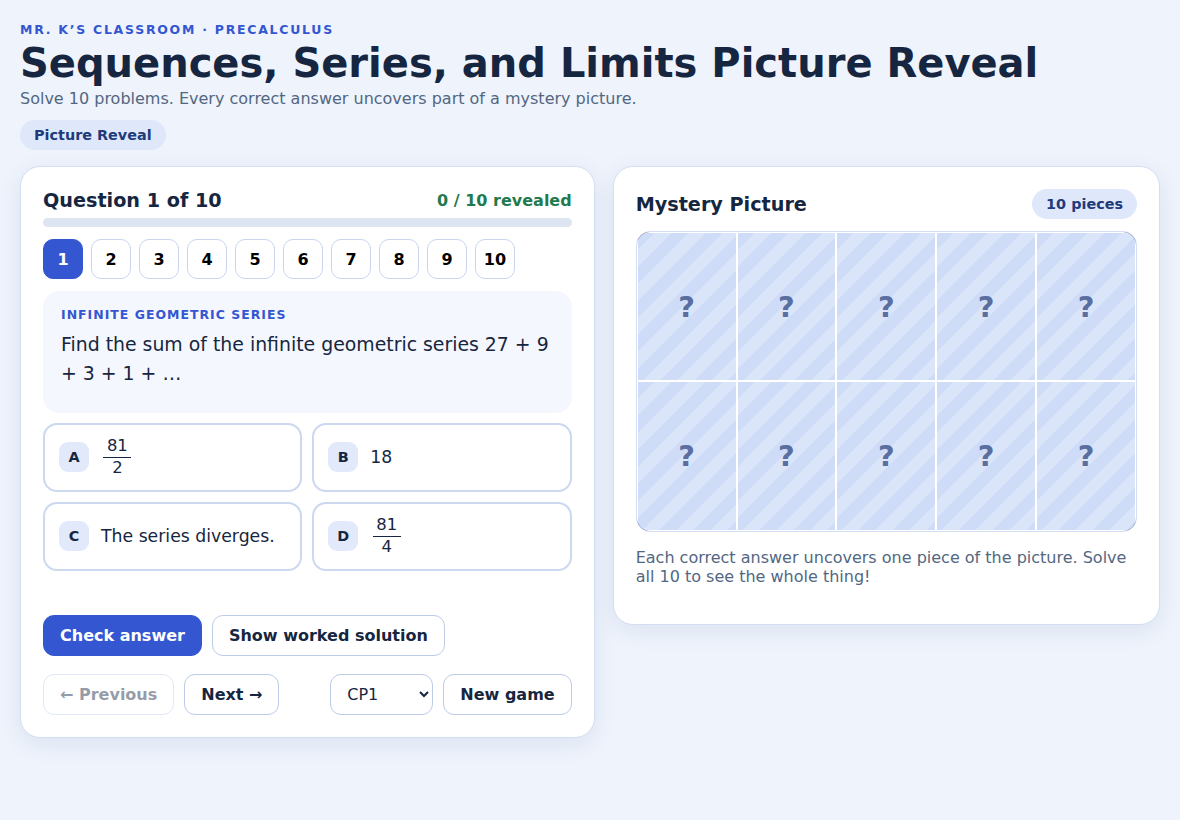 MR. K’S CLASSROOM · PRECALCULUS
Sequences, Series, and Limits Picture Reveal
Solve 10 problems. Every correct answer uncovers part of a mystery picture.
Picture Reveal
Question 1 of 10
0 / 10 revealed
1 2 3 4 5 6 7 8 9 10
INFINITE GEOMETRIC SERIES
Find the sum of the infinite geometric series 27 + 9
+ 3 + 1 + …
A 81/2
B 18
C The series diverges.
D 81/4
Check answer
Show worked solution
← Previous
Next →
CP1
New game
Mystery Picture
10 pieces
? ? ? ? ?
? ? ? ? ?
Each correct answer uncovers one piece of the picture. Solve
all 10 to see the whole thing!